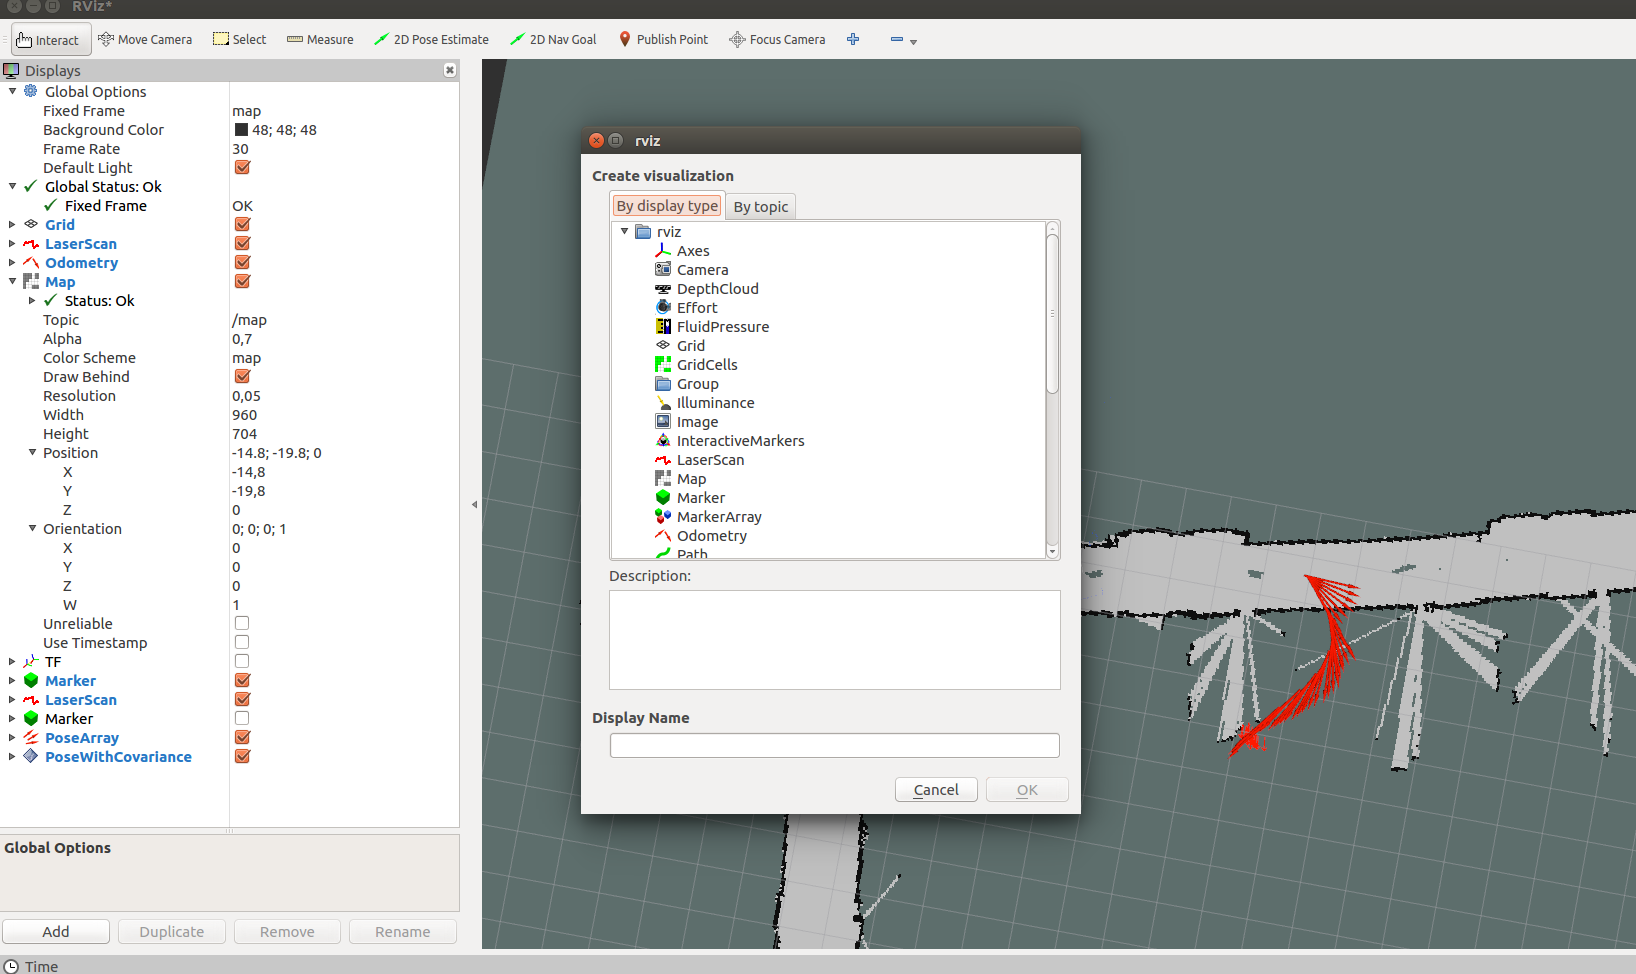 RViz*
Interact Move Camera Select Measure 2D Pose Estimate 2D Nav Goal Publish Point Focus Camera
Displays
Global Options
Fixed Frame map
Background Color 48; 48; 48
Frame Rate 30
Default Light
Global Status: Ok
Fixed Frame OK
Grid
LaserScan
Odometry
Map
Status: Ok
Topic /map
Alpha 0,7
Color Scheme map
Draw Behind
Resolution 0,05
Width 960
Height 704
Position -14.8; -19.8; 0
X -14,8
Y -19,8
Z 0
Orientation 0; 0; 0; 1
X 0
Y 0
Z 0
W 1
Unreliable
Use Timestamp
TF
Marker
LaserScan
Marker
PoseArray
PoseWithCovariance
Global Options
Add Duplicate Remove Rename
Time
rviz
Create visualization
By display type By topic
rviz
Axes
Camera
DepthCloud
Effort
FluidPressure
Grid
GridCells
Group
Illuminance
Image
InteractiveMarkers
LaserScan
Map
Marker
MarkerArray
Odometry
Path
Description:
Display Name
Cancel OK